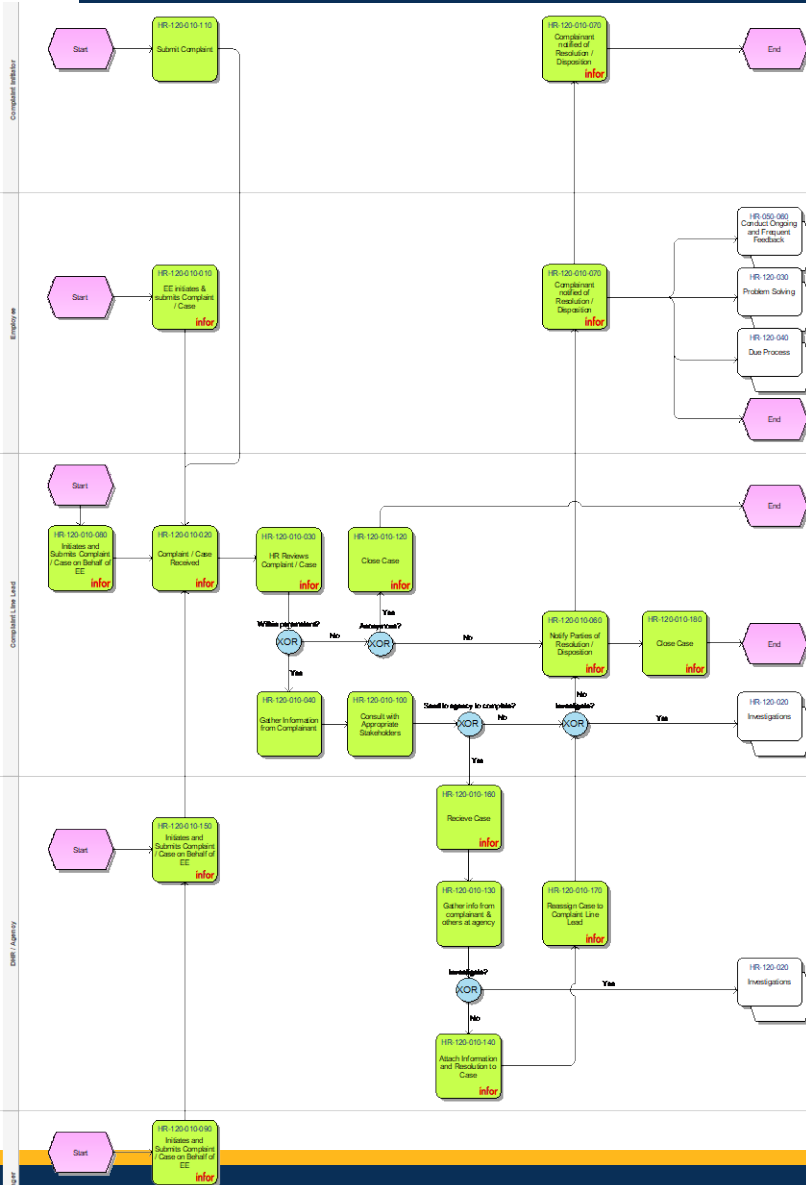 Complaint Initiator
Start
HR-120-010-110
Submit Complaint
HR-120-010-070
Complainant
notified of
Resolution /
Disposition
infor
End
Employee
Start
HR-120-010-010
EE initiates &
submits Complaint
/ Case
infor
HR-120-010-070
Complainant
notified of
Resolution /
Disposition
infor
HR-050-060
Conduct Ongoing
and Frequent
Feedback
HR-120-030
Problem Solving
HR-120-040
Due Process
End
Complaint Line Lead
Start
HR-120-010-080
Initiates and
Submits Complaint
/ Case on Behalf of
EE
infor
HR-120-010-020
Complaint / Case
Received
infor
HR-120-010-030
HR Reviews
Complaint / Case
infor
HR-120-010-120
Close Case
infor
End
Within parameters?
XOR
No
Anonymous?
XOR
Yes
No
Yes
HR-120-010-060
Notify Parties of
Resolution /
Disposition
infor
HR-120-010-180
Close Case
infor
End
HR-120-010-040
Gather Information
from Complainant
HR-120-010-100
Consult with
Appropriate
Stakeholders
Send to agency to complete?
XOR
No
Yes
Investigate?
XOR
No
Yes
HR-120-020
Investigations
DHR / Agency
Start
HR-120-010-150
Initiates and
Submits Complaint
/ Case on Behalf of
EE
infor
HR-120-010-160
Recieve Case
infor
HR-120-010-130
Gather info from
complainant &
others at agency
HR-120-010-170
Reassign Case to
Complaint Line
Lead
infor
Investigate?
XOR
Yes
No
HR-120-020
Investigations
HR-120-010-140
Attach Information
and Resolution to
Case
infor
Start
HR-120-010-090
Initiates and
Submits Complaint
/ Case on Behalf of
EE
infor